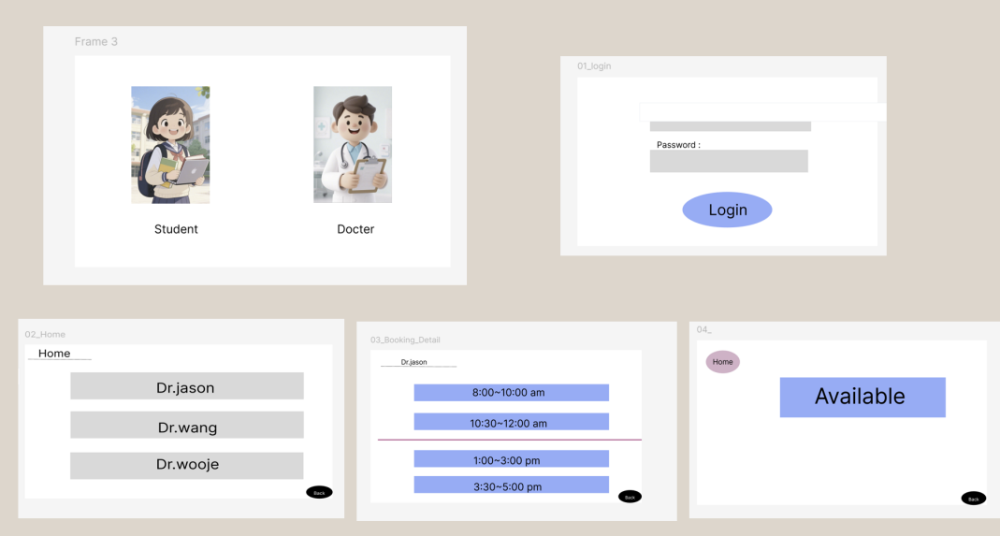 Frame 3
Student
Docter
01_login
Password :
Login
02_Home
Home
Dr.jason
Dr.wang
Dr.wooje
Back
03_Booking_Detail
Dr.jason
8:00~10:00 am
10:30~12:00 am
1:00~3:00 pm
3:30~5:00 pm
Back
04_
Home
Available
Back